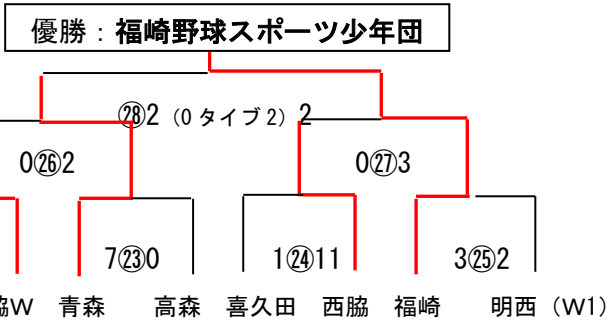 優勝：福崎野球スポーツ少年団
㉘2（0 タイブ 2）2
0㉖2 0㉗3
7㉓0 1㉔11 3㉕2
脇W 青森 高森 喜久田 西脇 福崎 明西（W1）